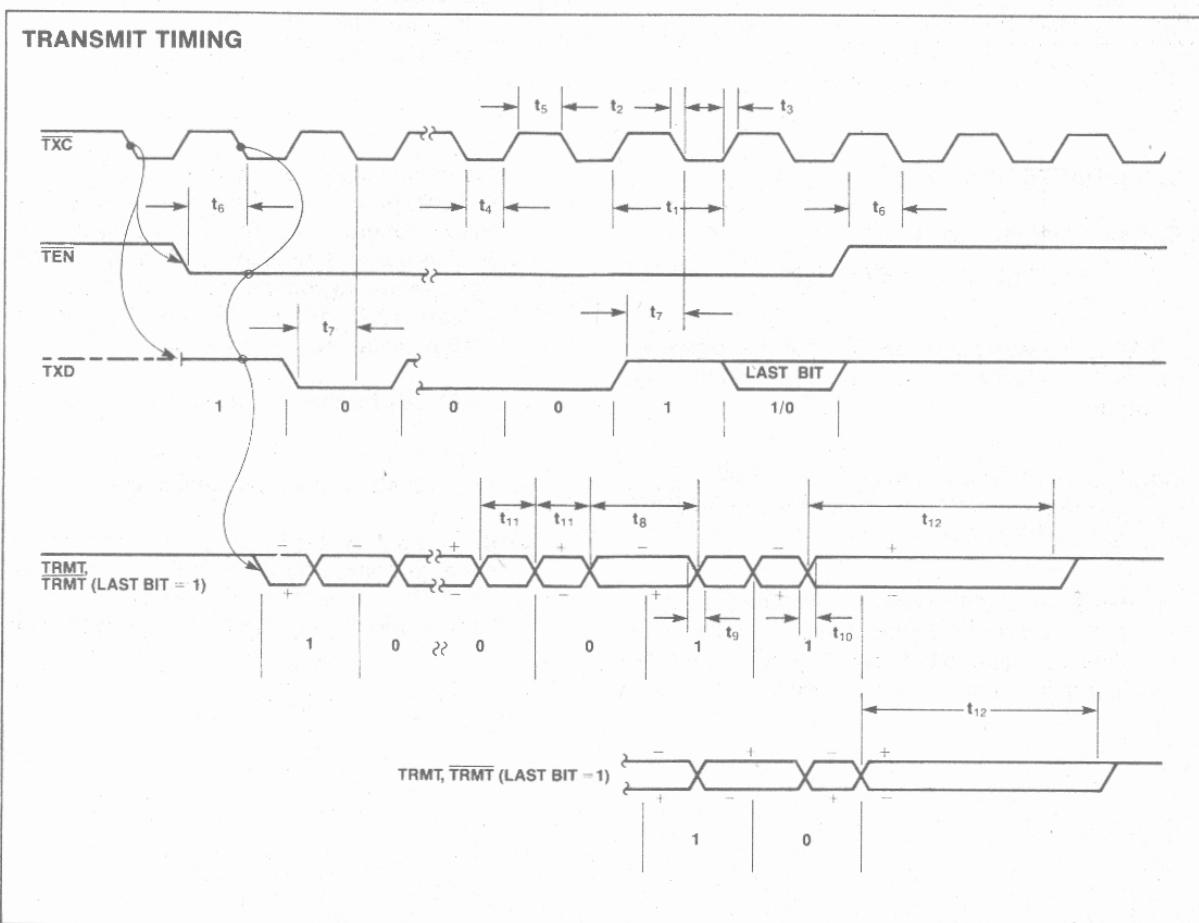 TRANSMIT TIMING
t5 t2 t3
TXC
t6 t4 t1 t6
TEN
t7 t7
TXD LAST BIT
1 0 0 0 1 1/0
t11 t11 t8 t12
− − + + − − +
TRMT,
TRMT (LAST BIT = 1)
+ − − + + −
t9 t10
1 0 0 0 1 1
t12
− + − +
TRMT, TRMT (LAST BIT = 1)
+ − + −
1 0